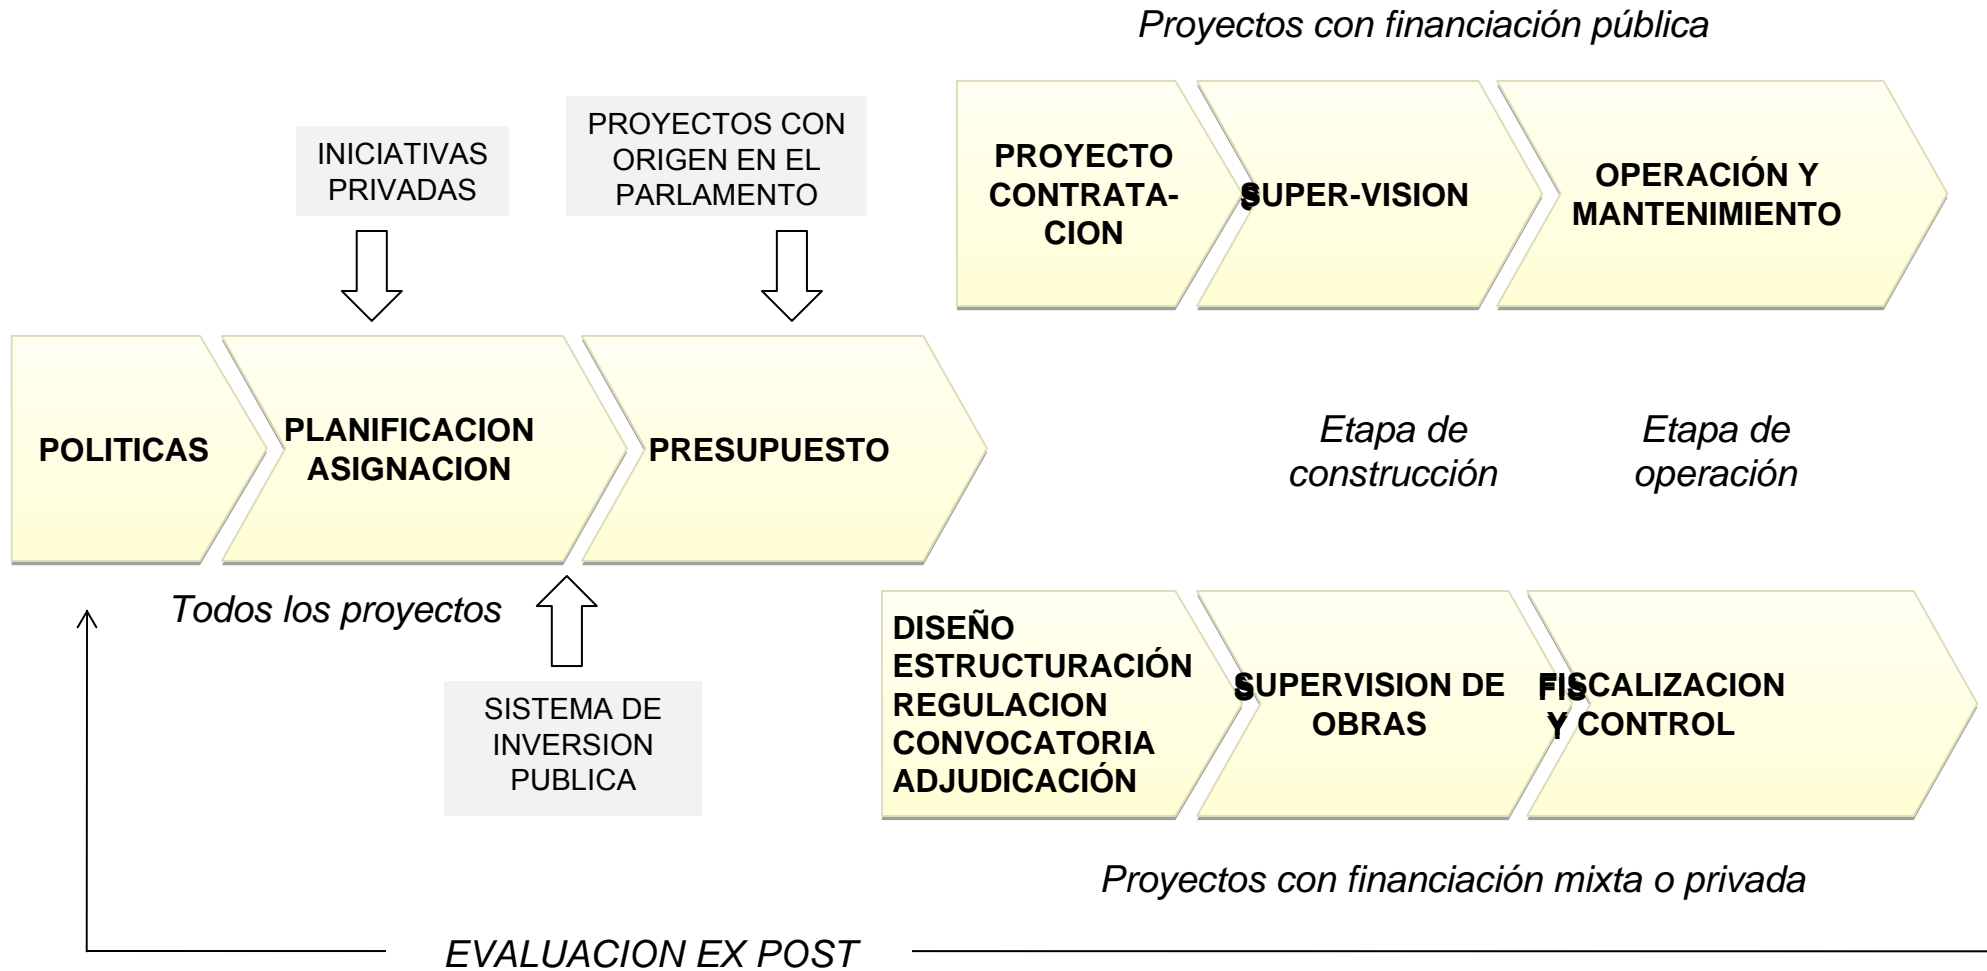 Proyectos con financiación pública
INICIATIVAS
PRIVADAS
PROYECTOS CON
ORIGEN EN EL
PARLAMENTO
PROYECTO
CONTRATA-
CION
SUPER-VISION
OPERACIÓN Y
MANTENIMIENTO
POLITICAS
PLANIFICACION
ASIGNACION
PRESUPUESTO
Etapa de
construcción
Etapa de
operación
Todos los proyectos
SISTEMA DE
INVERSION
PUBLICA
DISEÑO
ESTRUCTURACIÓN
REGULACION
CONVOCATORIA
ADJUDICACIÓN
SUPERVISION DE
OBRAS
FISCALIZACION
Y CONTROL
Proyectos con financiación mixta o privada
EVALUACION EX POST